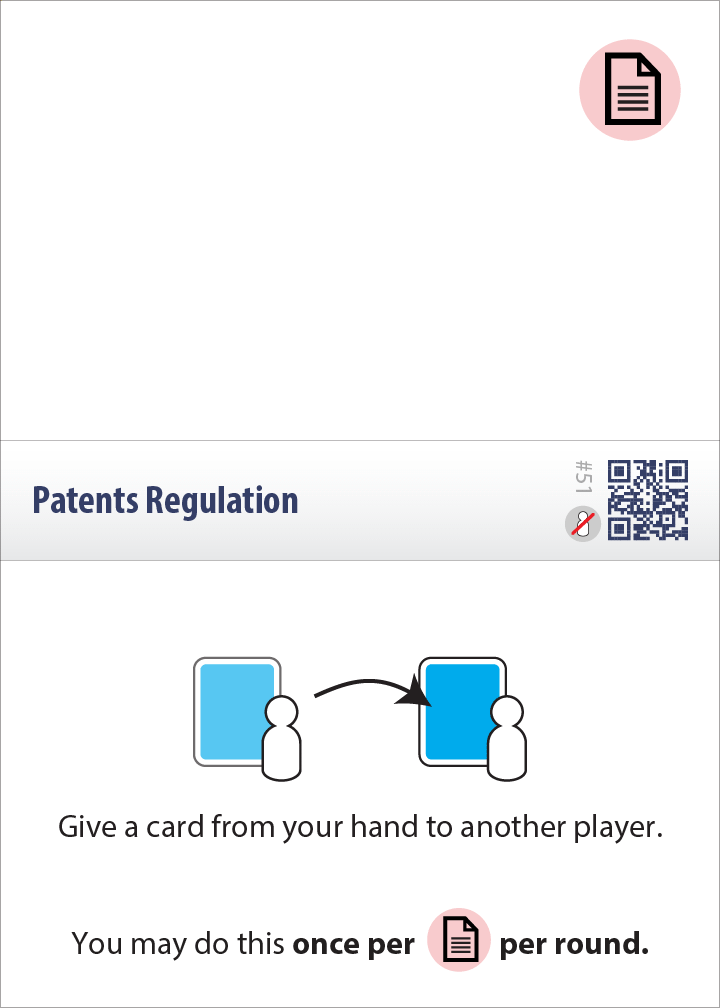 Patents Regulation
#51
Give a card from your hand to another player.
You may do this once per per round.